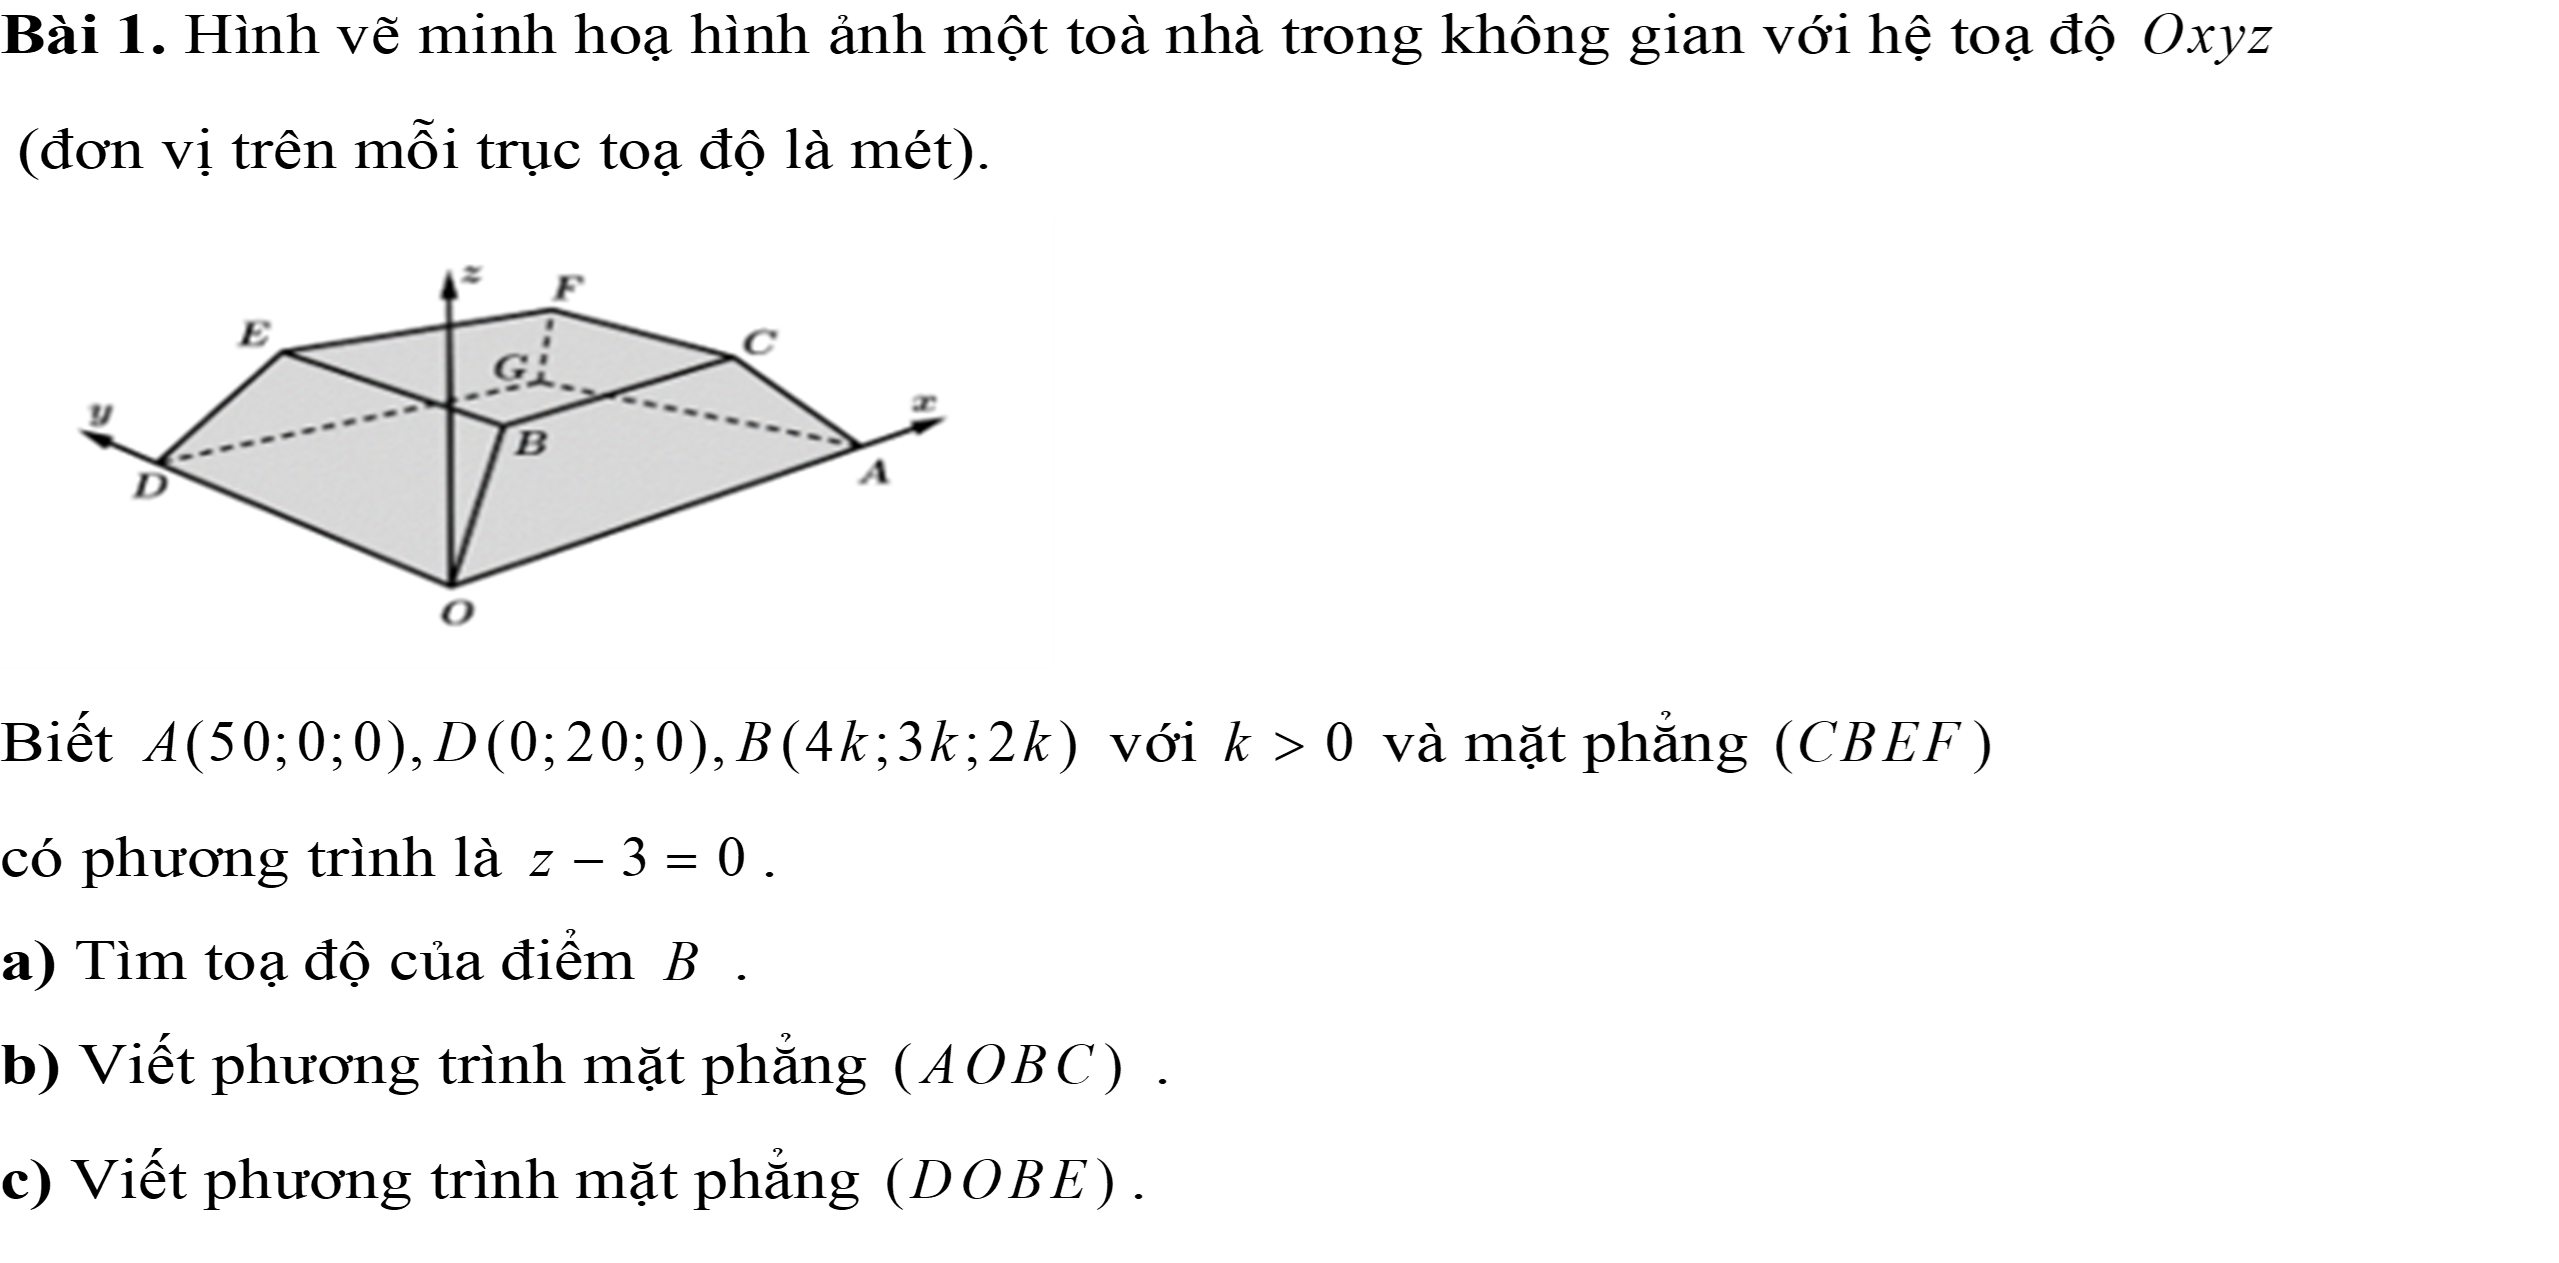 Bài 1. Hình vẽ minh hoạ hình ảnh một toà nhà trong không gian với hệ toạ độ Oxyz
(đơn vị trên mỗi trục toạ độ là mét).
z
F
E
C
G
x
y
B
A
D
O
Biết A(50;0;0), D(0;20;0), B(4k;3k;2k) với k > 0 và mặt phẳng (CBEF)
có phương trình là z − 3 = 0 .
a) Tìm toạ độ của điểm B .
b) Viết phương trình mặt phẳng (AOBC) .
c) Viết phương trình mặt phẳng (DOBE) .